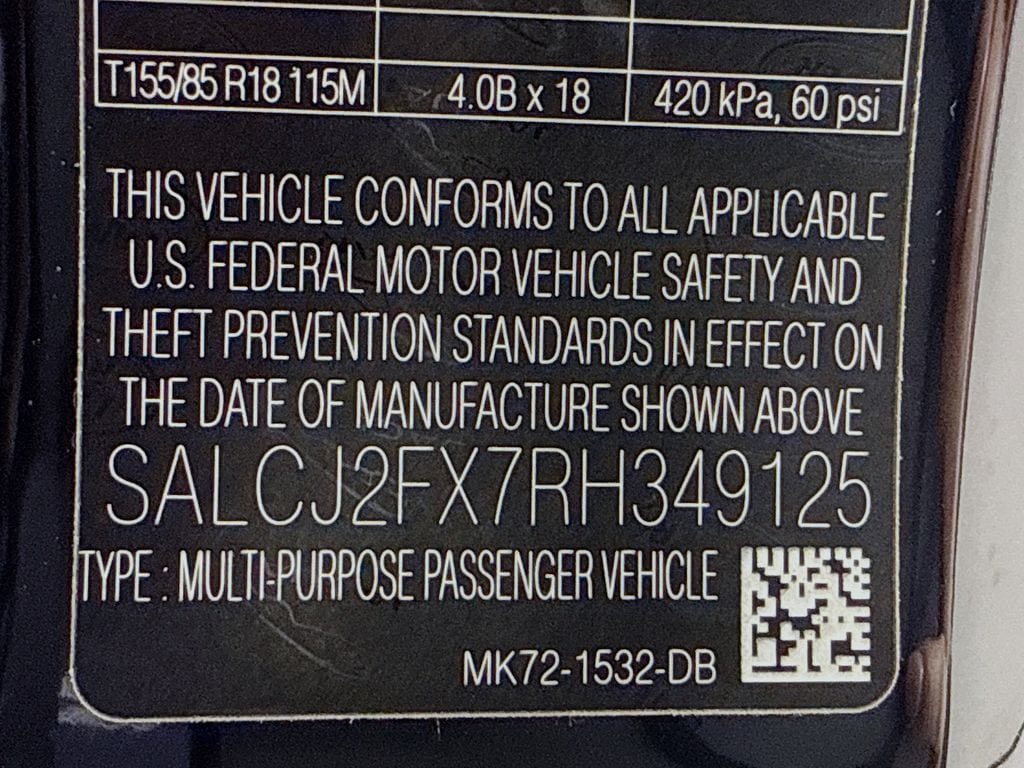 T155/85 R18 115M 4.0B x 18 420 kPa, 60 psi
THIS VEHICLE CONFORMS TO ALL APPLICABLE
U.S. FEDERAL MOTOR VEHICLE SAFETY AND
THEFT PREVENTION STANDARDS IN EFFECT ON
THE DATE OF MANUFACTURE SHOWN ABOVE
SALCJ2FX7RH349125
TYPE : MULTI-PURPOSE PASSENGER VEHICLE
MK72-1532-DB